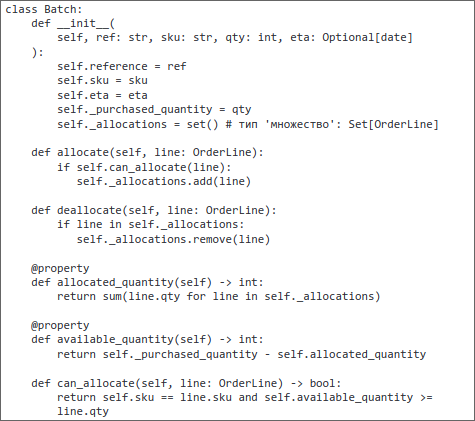 class Batch:
    def __init__(
        self, ref: str, sku: str, qty: int, eta: Optional[date]
    ):
        self.reference = ref
        self.sku = sku
        self.eta = eta
        self._purchased_quantity = qty
        self._allocations = set() # тип 'множество': Set[OrderLine]

    def allocate(self, line: OrderLine):
        if self.can_allocate(line):
           self._allocations.add(line)

    def deallocate(self, line: OrderLine):
        if line in self._allocations:
           self._allocations.remove(line)

    @property
    def allocated_quantity(self) -> int:
        return sum(line.qty for line in self._allocations)

    @property
    def available_quantity(self) -> int:
        return self._purchased_quantity - self.allocated_quantity

    def can_allocate(self, line: OrderLine) -> bool:
        return self.sku == line.sku and self.available_quantity >=
        line.qty